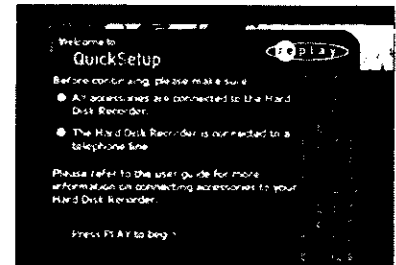 Welcome to
QuickSetup
replay
Before continuing, please make sure
All accessories are connected to the Hard
Disk Recorder.
The Hard Disk Recorder is connected to a
telephone line
Please refer to the user guide for more
information on connecting accessories to your
Hard Disk Recorder.
Press PLAY to begin